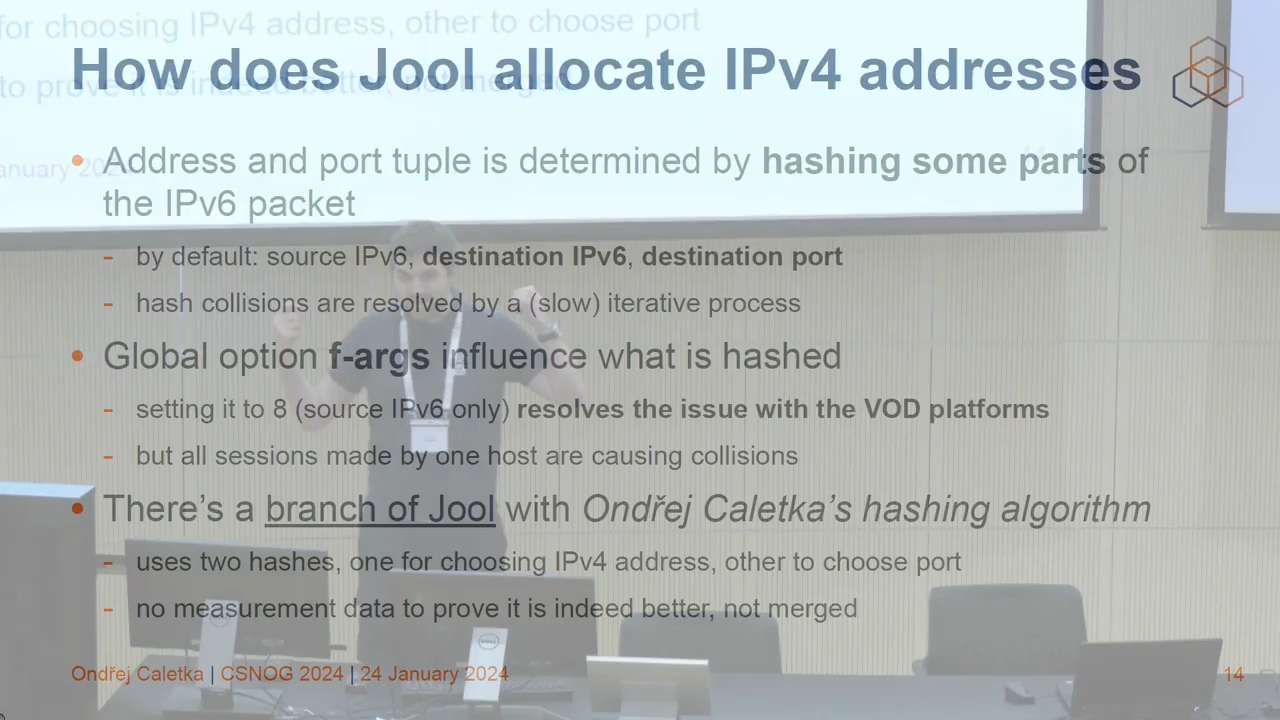 for choosing IPv4 address, other to choose port
How does Jool allocate IPv4 addresses
to prove it is indeed better, not merged
Address and port tuple is determined by hashing some parts of
anuary 202
the IPv6 packet
- by default: source IPv6, destination IPv6, destination port
- hash collisions are resolved by a (slow) iterative process
Global option f-args influence what is hashed
- setting it to 8 (source IPv6 only) resolves the issue with the VOD platforms
- but all sessions made by one host are causing collisions
There’s a branch of Jool with Ondřej Caletka’s hashing algorithm
- uses two hashes, one for choosing IPv4 address, other to choose port
- no measurement data to prove it is indeed better, not merged
Ondřej Caletka | CSNOG 2024 | 24 January 2024
14